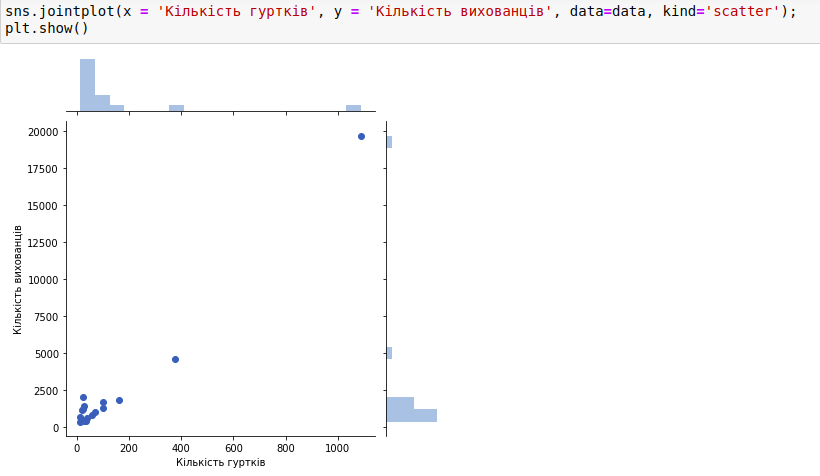 sns.jointplot(x = 'Кількість гуртків', y = 'Кількість вихованців', data=data, kind='scatter');
plt.show()
20000
17500
15000
12500
10000
7500
5000
2500
0
Кількість вихованців
0 200 400 600 800 1000
Кількість гуртків